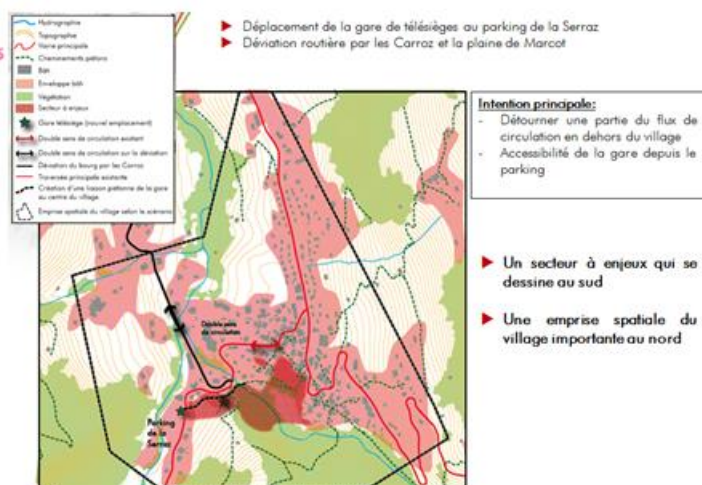 Hydrographie
Topographie
Voirie principale
Cheminements piétons
Bâti
Enveloppe bâti
Végétation
Secteur à enjeux
Gare télésiège (nouvel emplacement)
Double sens de circulation existant
Double sens de circulation sur la déviation
Déviation du bourg par les Carroz
Traversée principale existante
Création d'une liaison piétonne de la gare
au centre du village.
Emprise spatiale du village selon le scénario
Déplacement de la gare de télésièges au parking de la Serraz
Déviation routière par les Carroz et la plaine de Marcot
Intention principale:
- Détourner une partie du flux de
circulation en dehors du village
- Accessibilité de la gare depuis le
parking
Un secteur à enjeux qui se
dessine au sud
Une emprise spatiale du
village importante au nord
Double sens
de circulation
Parking
de la
Serraz